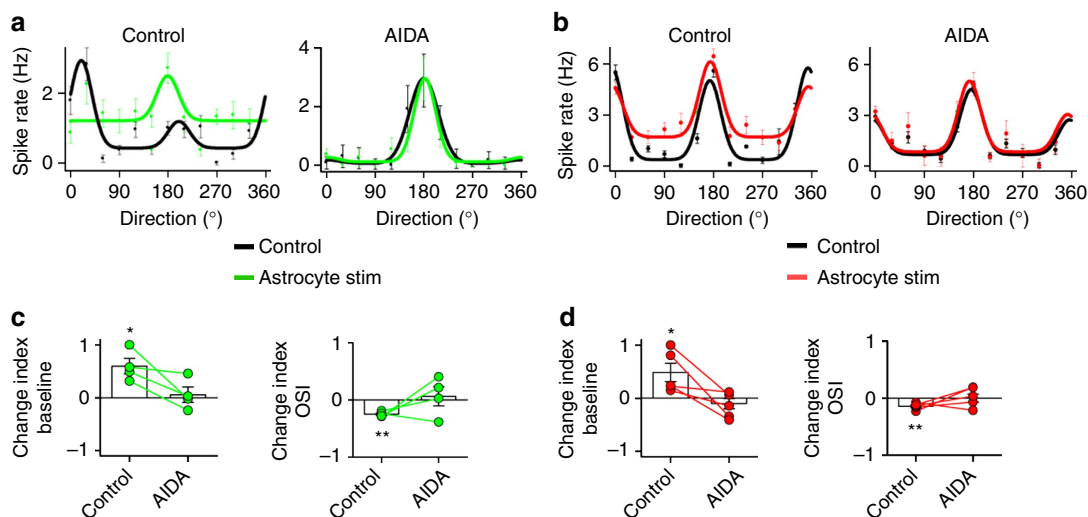 a
Control
AIDA
Spike rate (Hz)
2
0
0 90 180 270 360
Direction (°)
4
2
0
0 90 180 270 360
Direction (°)
Control
Astrocyte stim
b
Control
AIDA
Spike rate (Hz)
6
3
0
0 90 180 270 360
Direction (°)
6
3
0
0 90 180 270 360
Direction (°)
Control
Astrocyte stim
c
Change index
baseline
1
0
−1
*
Control
AIDA
Change index
OSI
1
0
−1
**
Control
AIDA
d
Change index
baseline
1
0
−1
*
Control
AIDA
Change index
OSI
1
0
−1
**
Control
AIDA